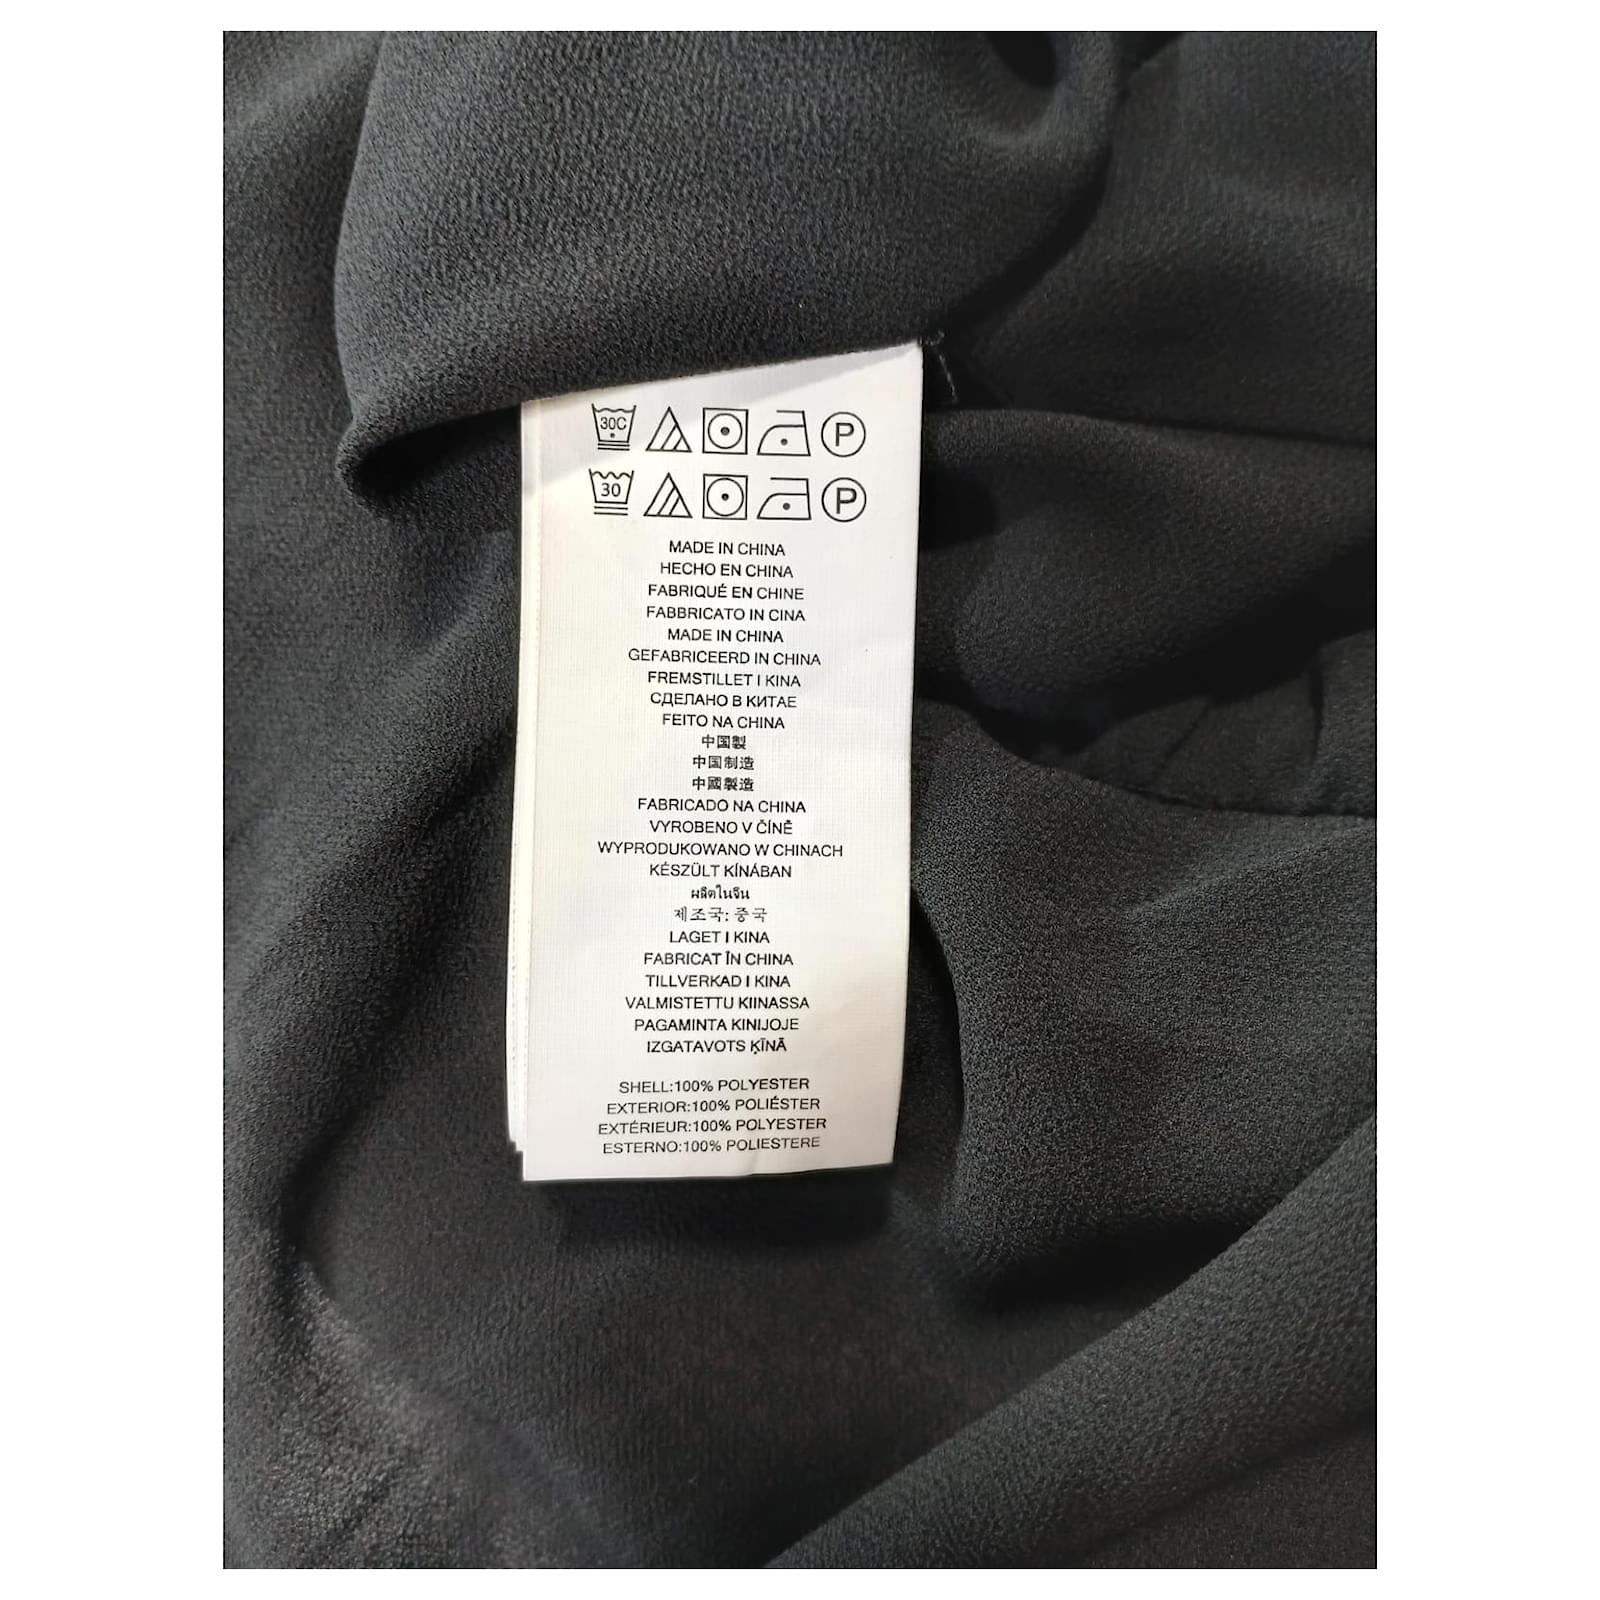 30C P
30 P
MADE IN CHINA
HECHO EN CHINA
FABRIQUÉ EN CHINE
FABBRICATO IN CINA
MADE IN CHINA
GEFABRICEERD IN CHINA
FREMSTILLET I KINA
СДЕЛАНО В КИТАЕ
FEITO NA CHINA
中国製
中国制造
中國製造
FABRICADO NA CHINA
VYROBENO V ČÍNĚ
WYPRODUKOWANO W CHINACH
KÉSZÜLT KÍNÁBAN
ผลิตในจีน
제조국: 중국
LAGET I KINA
FABRICAT ÎN CHINA
TILLVERKAD I KINA
VALMISTETTU KIINASSA
PAGAMINTA KINIJOJE
IZGATAVOTS ĶĪNĀ
SHELL:100% POLYESTER
EXTERIOR:100% POLIÉSTER
EXTÉRIEUR:100% POLYESTER
ESTERNO:100% POLIESTERE